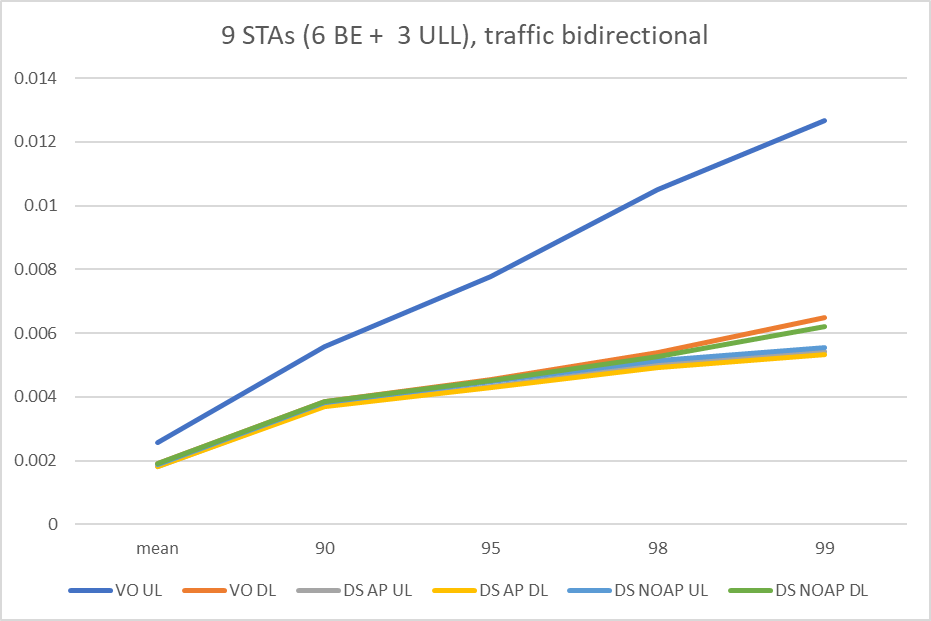 9 STAs (6 BE +  3 ULL), traffic bidirectional
0.014
0.012
0.01
0.008
0.006
0.004
0.002
0
mean 90 95 98 99
VO UL VO DL DS AP UL DS AP DL DS NOAP UL DS NOAP DL